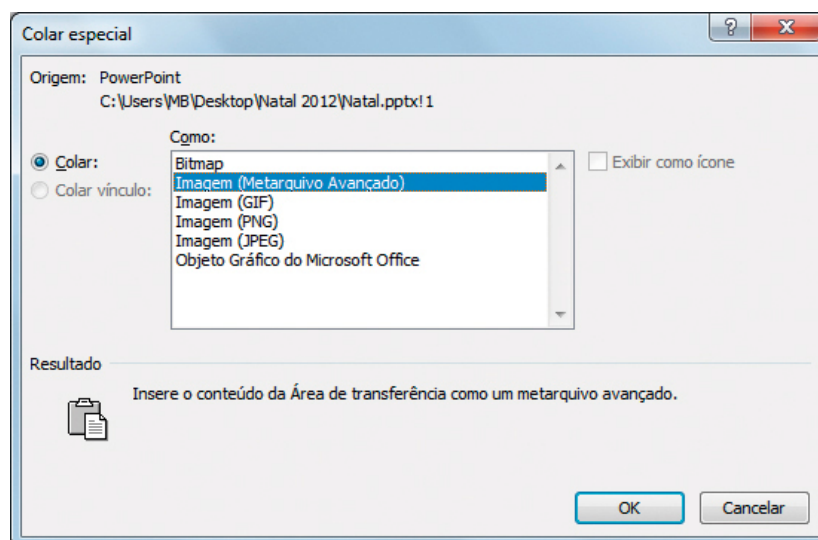 Colar especial
Origem: PowerPoint
C:\Users\MB\Desktop\Natal 2012\Natal.pptx!1
Como:
Colar:
Colar vínculo:
Bitmap
Imagem (Metarquivo Avançado)
Imagem (GIF)
Imagem (PNG)
Imagem (JPEG)
Objeto Gráfico do Microsoft Office
Exibir como ícone
Resultado
Insere o conteúdo da Área de transferência como um metarquivo avançado.
OK
Cancelar